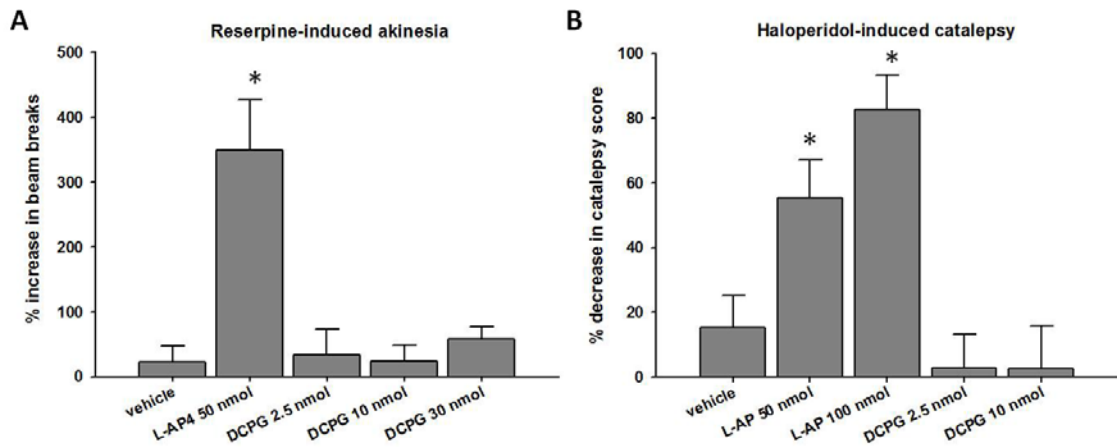 A
Reserpine-induced akinesia
% increase in beam breaks
500
400
300
200
100
0
*
vehicle
L-AP4 50 nmol
DCPG 2.5 nmol
DCPG 10 nmol
DCPG 30 nmol
B
Haloperidol-induced catalepsy
% decrease in catalepsy score
100
80
60
40
20
0
*
*
vehicle
L-AP 50 nmol
L-AP 100 nmol
DCPG 2.5 nmol
DCPG 10 nmol